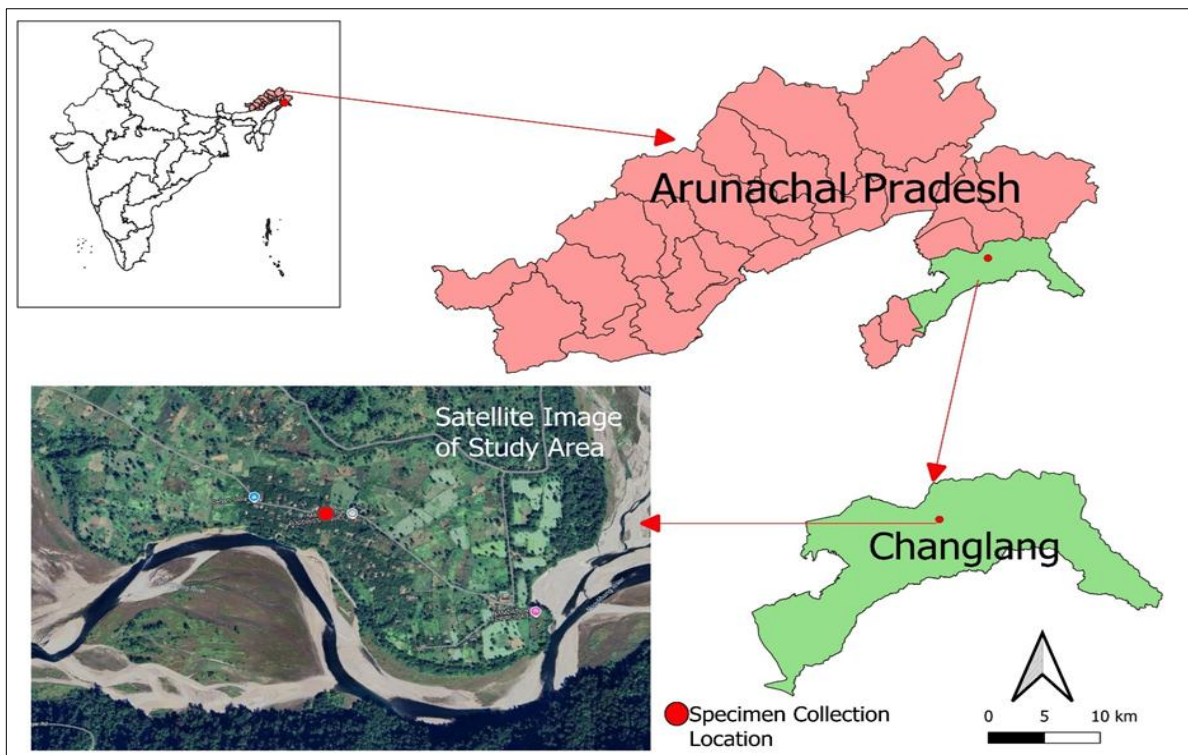 Arunachal Pradesh
Satellite Image
of Study Area
Changlang
Specimen Collection
Location
0 5 10 km